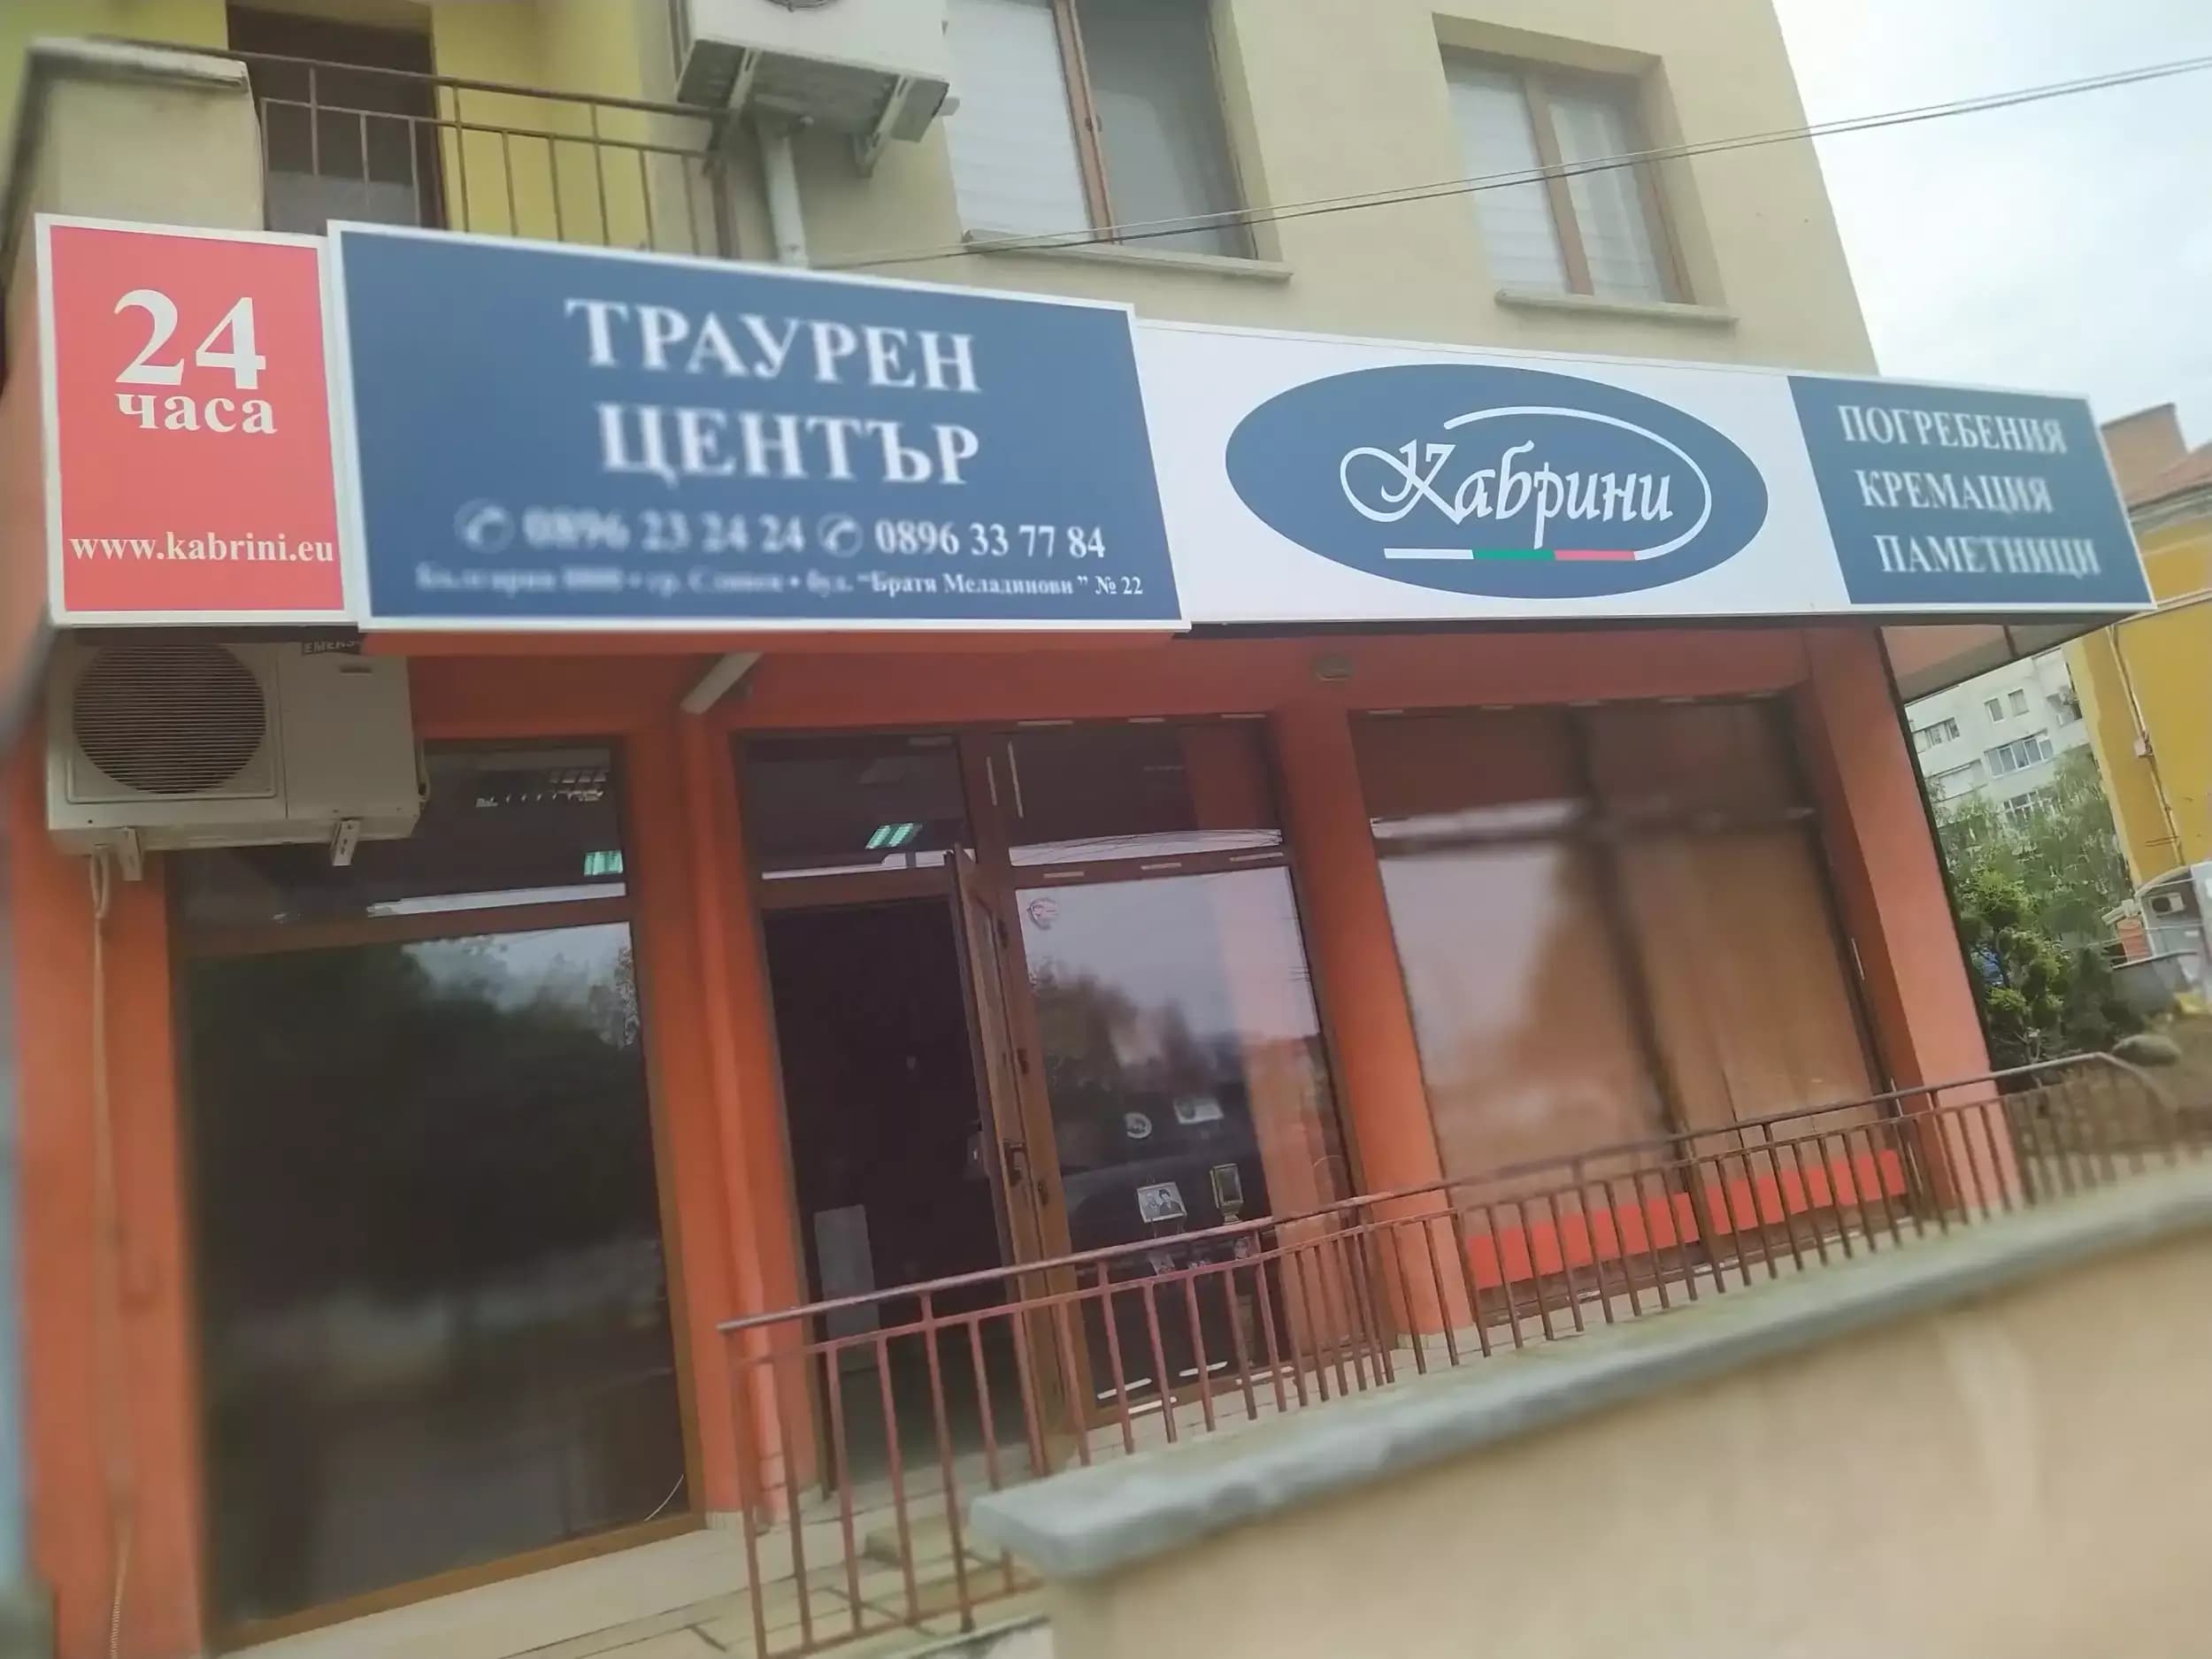 24
часа
www.kabrini.eu
ТРАУРЕН
ЦЕНТЪР
0896 23 24 24 0896 33 77 84
гр. Сливен • бул. “Братя Меладинови” № 22
Кабрини
ПОГРЕБЕНИЯ
КРЕМАЦИЯ
ПАМЕТНИЦИ